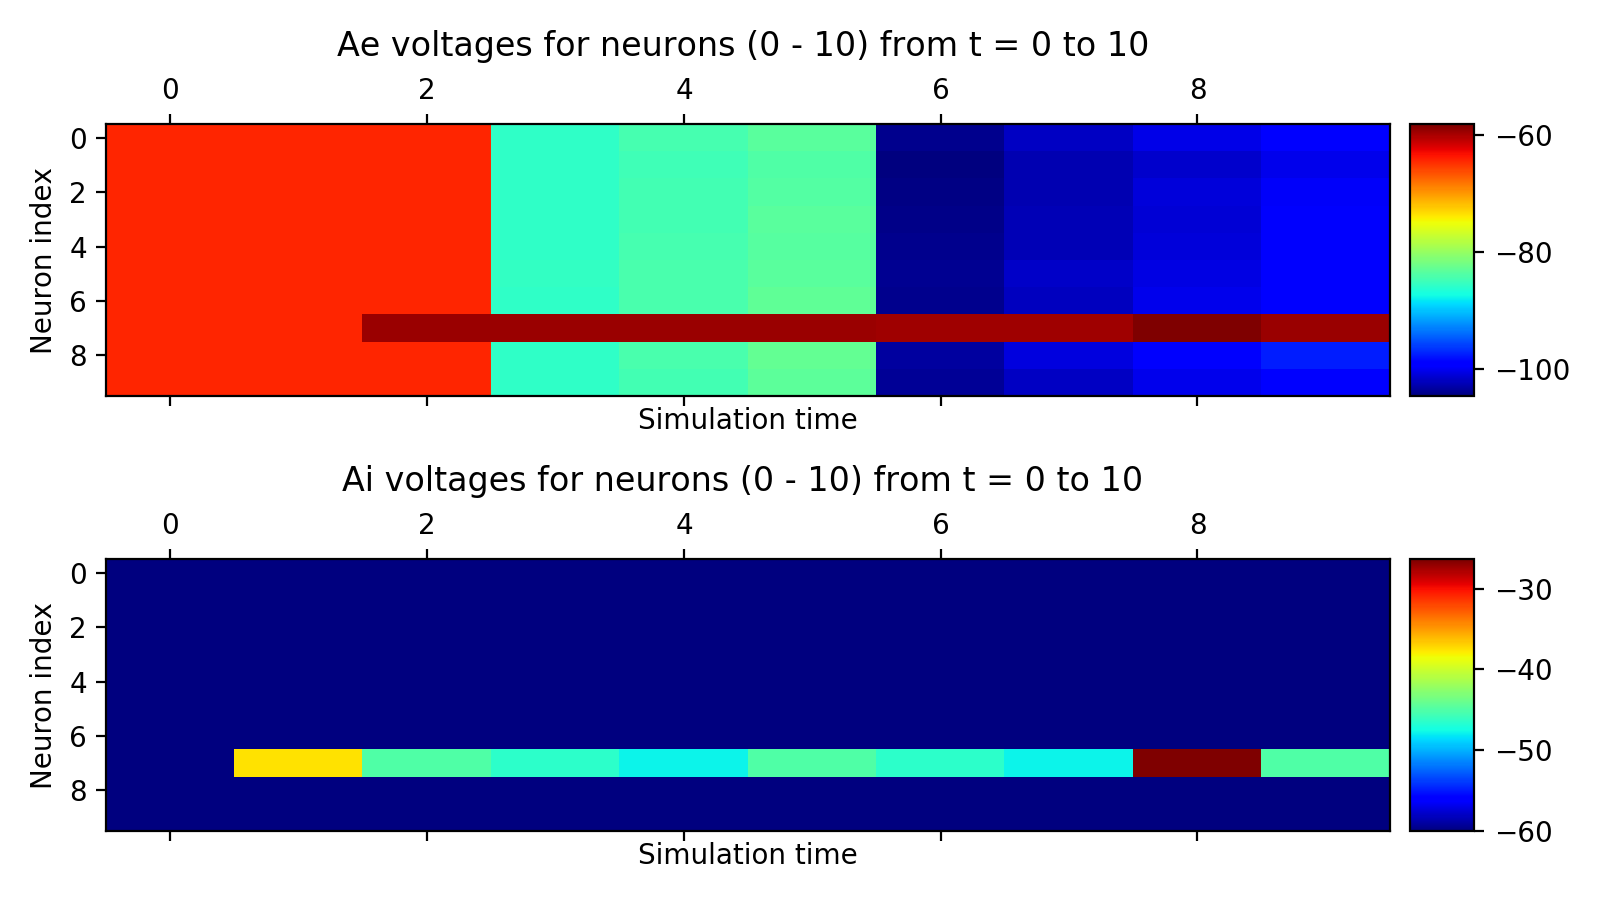 Ae voltages for neurons (0 - 10) from t = 0 to 10
0 2 4 6 8
Neuron index
0
2
4
6
8
−60
−80
−100
Simulation time
Ai voltages for neurons (0 - 10) from t = 0 to 10
0 2 4 6 8
Neuron index
0
2
4
6
8
−30
−40
−50
−60
Simulation time